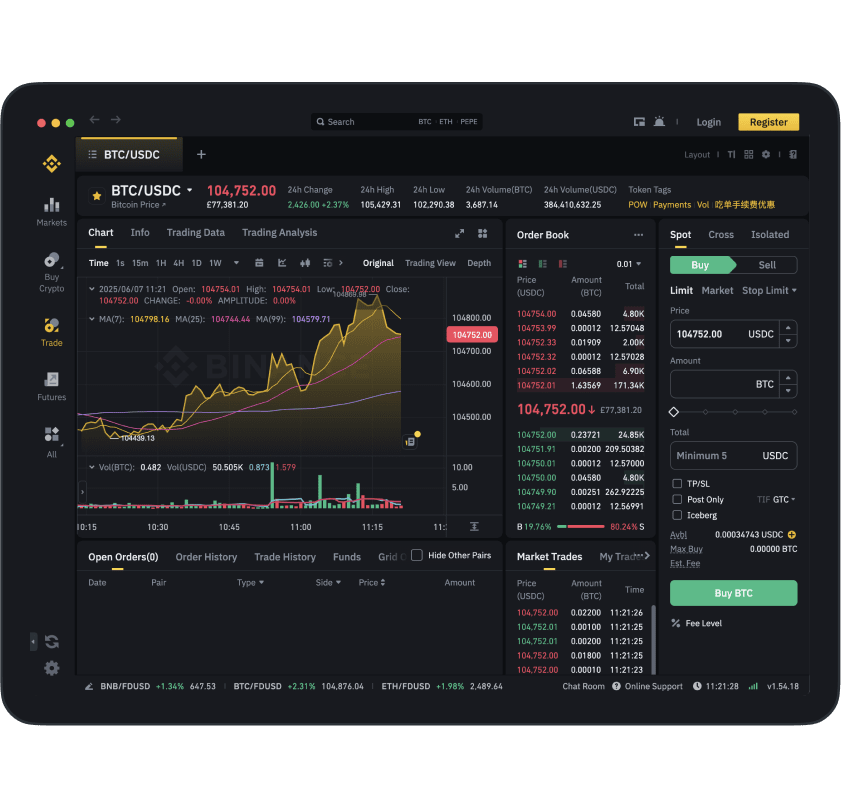 Search BTC · ETH · PEPE
Login Register
BTC/USDC
Layout
BTC/USDC 104,752.00 24h Change 24h High 24h Low 24h Volume(BTC) 24h Volume(USDC) Token Tags
Bitcoin Price £77,381.20 2,426.00 +2.37% 105,429.31 102,290.38 3,687.14 384,410,632.25 POW Payments Vol 吃单手续费优惠
Markets
Buy
Crypto
Trade
Futures
All
Chart Info Trading Data Trading Analysis
Time 1s 15m 1H 4H 1D 1W Original Trading View Depth
2025/06/07 11:21 Open: 104754.01 High: 104754.01 Low: 104752.00 Close:
104752.00 CHANGE: -0.00% AMPLITUDE: 0.00%
104869.98
MA(7): 104798.16 MA(25): 104744.44 MA(99): 104579.71
BINANCE
104800.00
104752.00
104700.00
104600.00
104500.00
104439.13
Vol(BTC): 0.482 Vol(USDC) 50.505K 0.873 1.579
10.00
5.00
10:15 10:30 10:45 11:00 11:15 11:
Order Book
0.01
Price Amount Total
(USDC) (BTC)
104754.00 0.04580 4.80K
104753.99 0.00012 12.57048
104752.33 0.01909 2.00K
104752.32 0.00012 12.57028
104752.02 0.06588 6.90K
104752.01 1.63569 171.34K
104,752.00 £77,381.20
104752.00 0.23721 24.85K
104751.91 0.00200 209.50382
104750.01 0.00012 12.57000
104750.00 0.04580 4.80K
104749.90 0.00251 262.92225
104749.21 0.00012 12.56991
B 19.76% 80.24% S
Spot Cross Isolated
Buy Sell
Limit Market Stop Limit
Price
104752.00 USDC
Amount
BTC
Total
Minimum 5 USDC
TP/SL
Post Only TIF GTC
Iceberg
Avbl 0.00034743 USDC
Max Buy 0.00000 BTC
Est. Fee
Buy BTC
% Fee Level
Open Orders(0) Order History Trade History Funds Grid Hide Other Pairs
Date Pair Type Side Price Amount
Market Trades My Trade
Price Amount Time
(USDC) (BTC)
104,752.00 0.02200 11:21:26
104,752.01 0.00100 11:21:25
104,752.01 0.00200 11:21:25
104,752.00 0.01800 11:21:25
104,752.00 0.00010 11:21:23
BNB/FDUSD +1.34% 647.53 BTC/FDUSD +2.31% 104,876.04 ETH/FDUSD +1.98% 2,489.64 Chat Room Online Support 11:21:28 v1.54.18